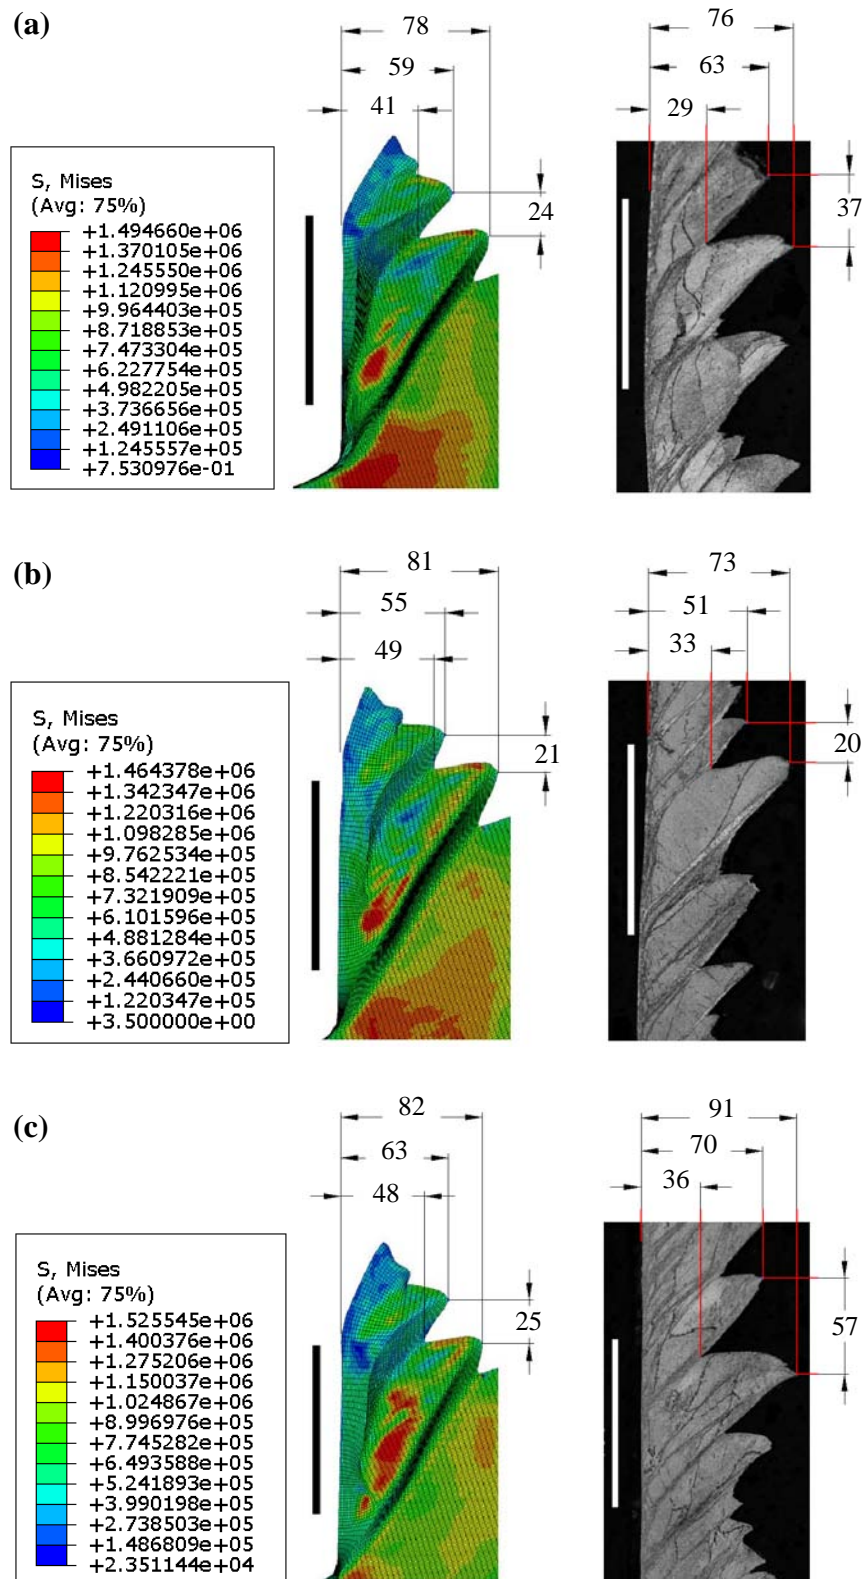 (a)
78
59
41
24
76
63
29
37
S, Mises
(Avg: 75%)
+1.494660e+06
+1.370105e+06
+1.245550e+06
+1.120995e+06
+9.964403e+05
+8.718853e+05
+7.473304e+05
+6.227754e+05
+4.982205e+05
+3.736656e+05
+2.491106e+05
+1.245557e+05
+7.530976e-01
(b)
81
55
49
21
73
51
33
20
S, Mises
(Avg: 75%)
+1.464378e+06
+1.342347e+06
+1.220316e+06
+1.098285e+06
+9.762534e+05
+8.542221e+05
+7.321909e+05
+6.101596e+05
+4.881284e+05
+3.660972e+05
+2.440660e+05
+1.220347e+05
+3.500000e+00
(c)
82
63
48
25
91
70
36
57
S, Mises
(Avg: 75%)
+1.525545e+06
+1.400376e+06
+1.275206e+06
+1.150037e+06
+1.024867e+06
+8.996976e+05
+7.745282e+05
+6.493588e+05
+5.241893e+05
+3.990198e+05
+2.738503e+05
+1.486809e+05
+2.351144e+04